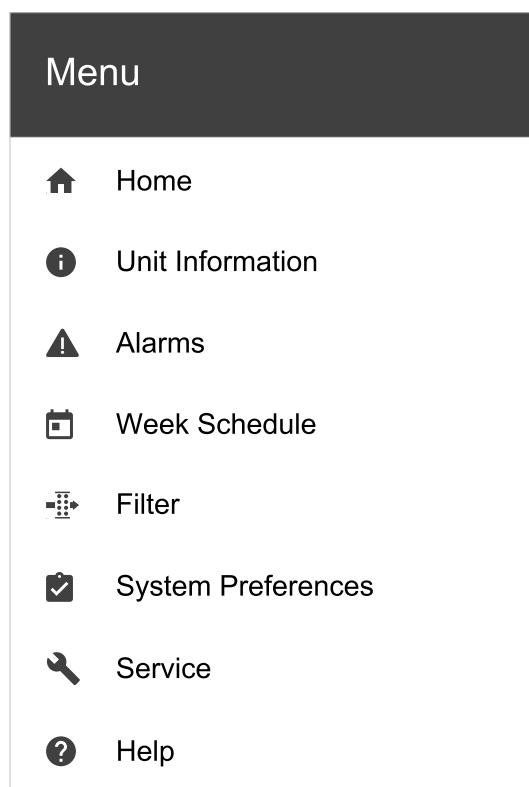 Menu
Home
Unit Information
Alarms
Week Schedule
Filter
System Preferences
Service
Help